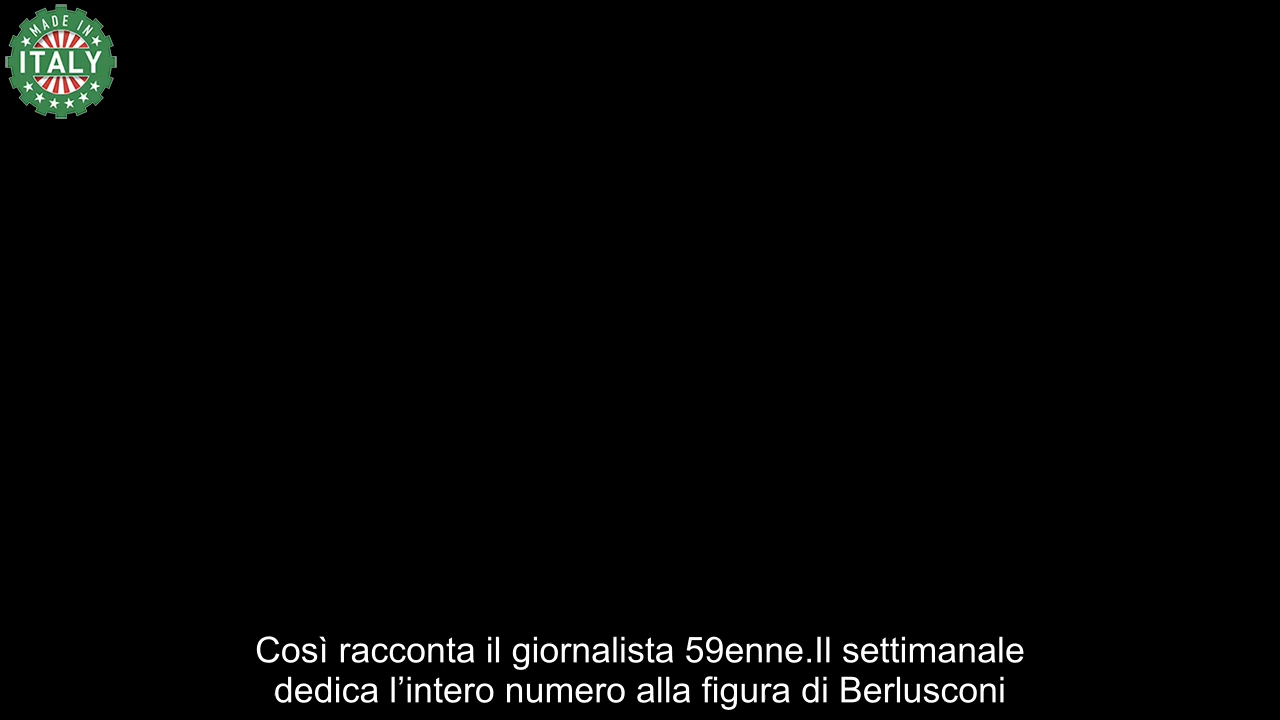 MADE IN
ITALY
Così racconta il giornalista 59enne.Il settimanale
dedica l’intero numero alla figura di Berlusconi